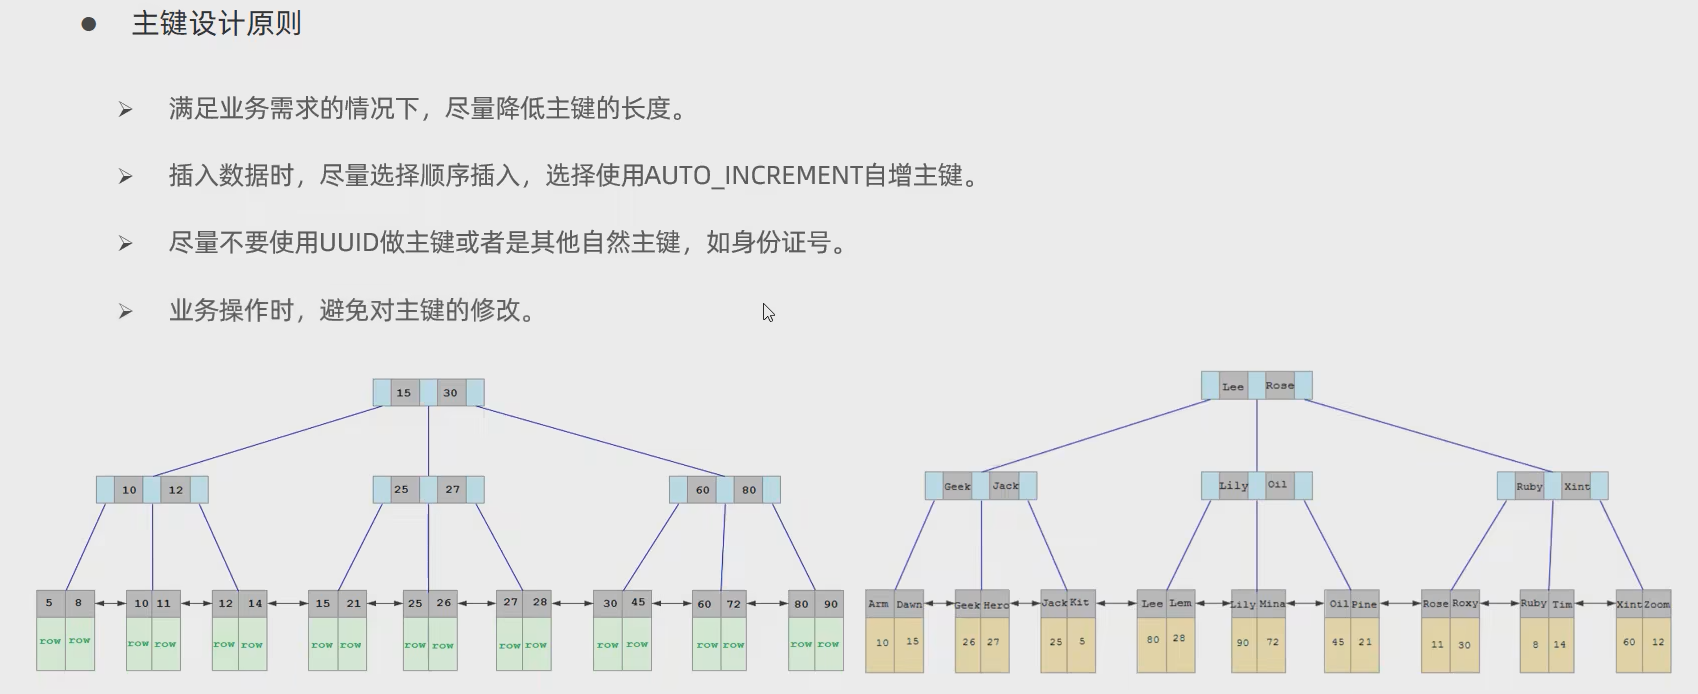 主键设计原则
满足业务需求的情况下，尽量降低主键的长度。
插入数据时，尽量选择顺序插入，选择使用AUTO_INCREMENT自增主键。
尽量不要使用UUID做主键或者是其他自然主键，如身份证号。
业务操作时，避免对主键的修改。
15 30
10 12 25 27 60 80
5 8 10 11 12 14 15 21 25 26 27 28 30 45 60 72 80 90
row row row row row row row row row row row row row row row row row row
Lee Rose
Geek Jack Lily Oil Ruby Xint
Arm Dawn Geek Hero Jack Kit Lee Lem Lily Mina Oil Pine Rose Roxy Ruby Tim Xint Zoom
10 15 26 27 25 5 80 28 90 72 45 21 11 30 8 14 60 12